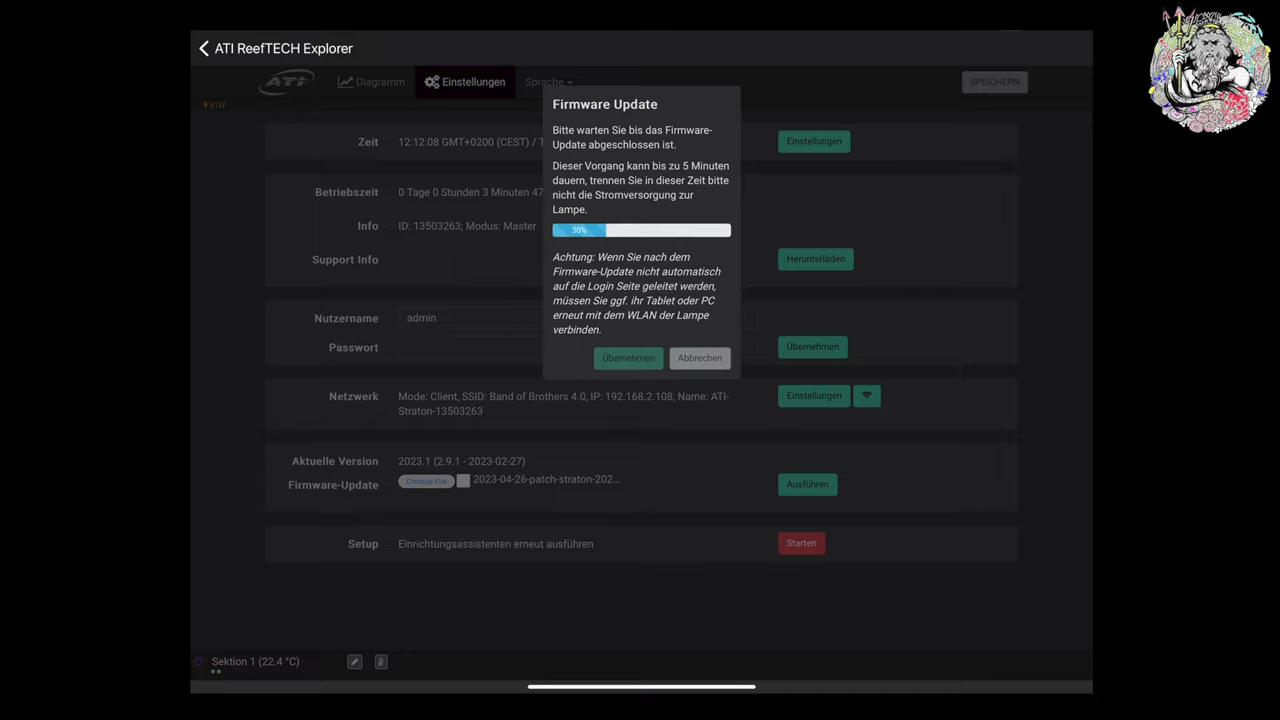 ATI ReefTECH Explorer
ATI
Diagramm
Einstellungen
Sprache
SPEICHERN
61W
Firmware Update
Bitte warten Sie bis das Firmware-
Update abgeschlossen ist.
Dieser Vorgang kann bis zu 5 Minuten
dauern, trennen Sie in dieser Zeit bitte
nicht die Stromversorgung zur
Lampe.
30%
Achtung: Wenn Sie nach dem
Firmware-Update nicht automatisch
auf die Login Seite geleitet werden,
müssen Sie ggf. ihr Tablet oder PC
erneut mit dem WLAN der Lampe
verbinden.
Übernehmen
Abbrechen
Zeit
12:12:08 GMT+0200 (CEST) /
Einstellungen
Betriebszeit
0 Tage 0 Stunden 3 Minuten 47
Info
ID: 13503263; Modus: Master
Support Info
Herunterladen
Nutzername
admin
Passwort
Übernehmen
Netzwerk
Mode: Client, SSID: Band of Brothers 4.0, IP: 192.168.2.108, Name: ATI-
Straton-13503263
Einstellungen
Aktuelle Version
2023.1 (2.9.1 - 2023-02-27)
Firmware-Update
Choose File
2023-04-26-patch-straton-202...
Ausführen
Setup
Einrichtungsassistenten erneut ausführen
Starten
Sektion 1 (22.4 °C)